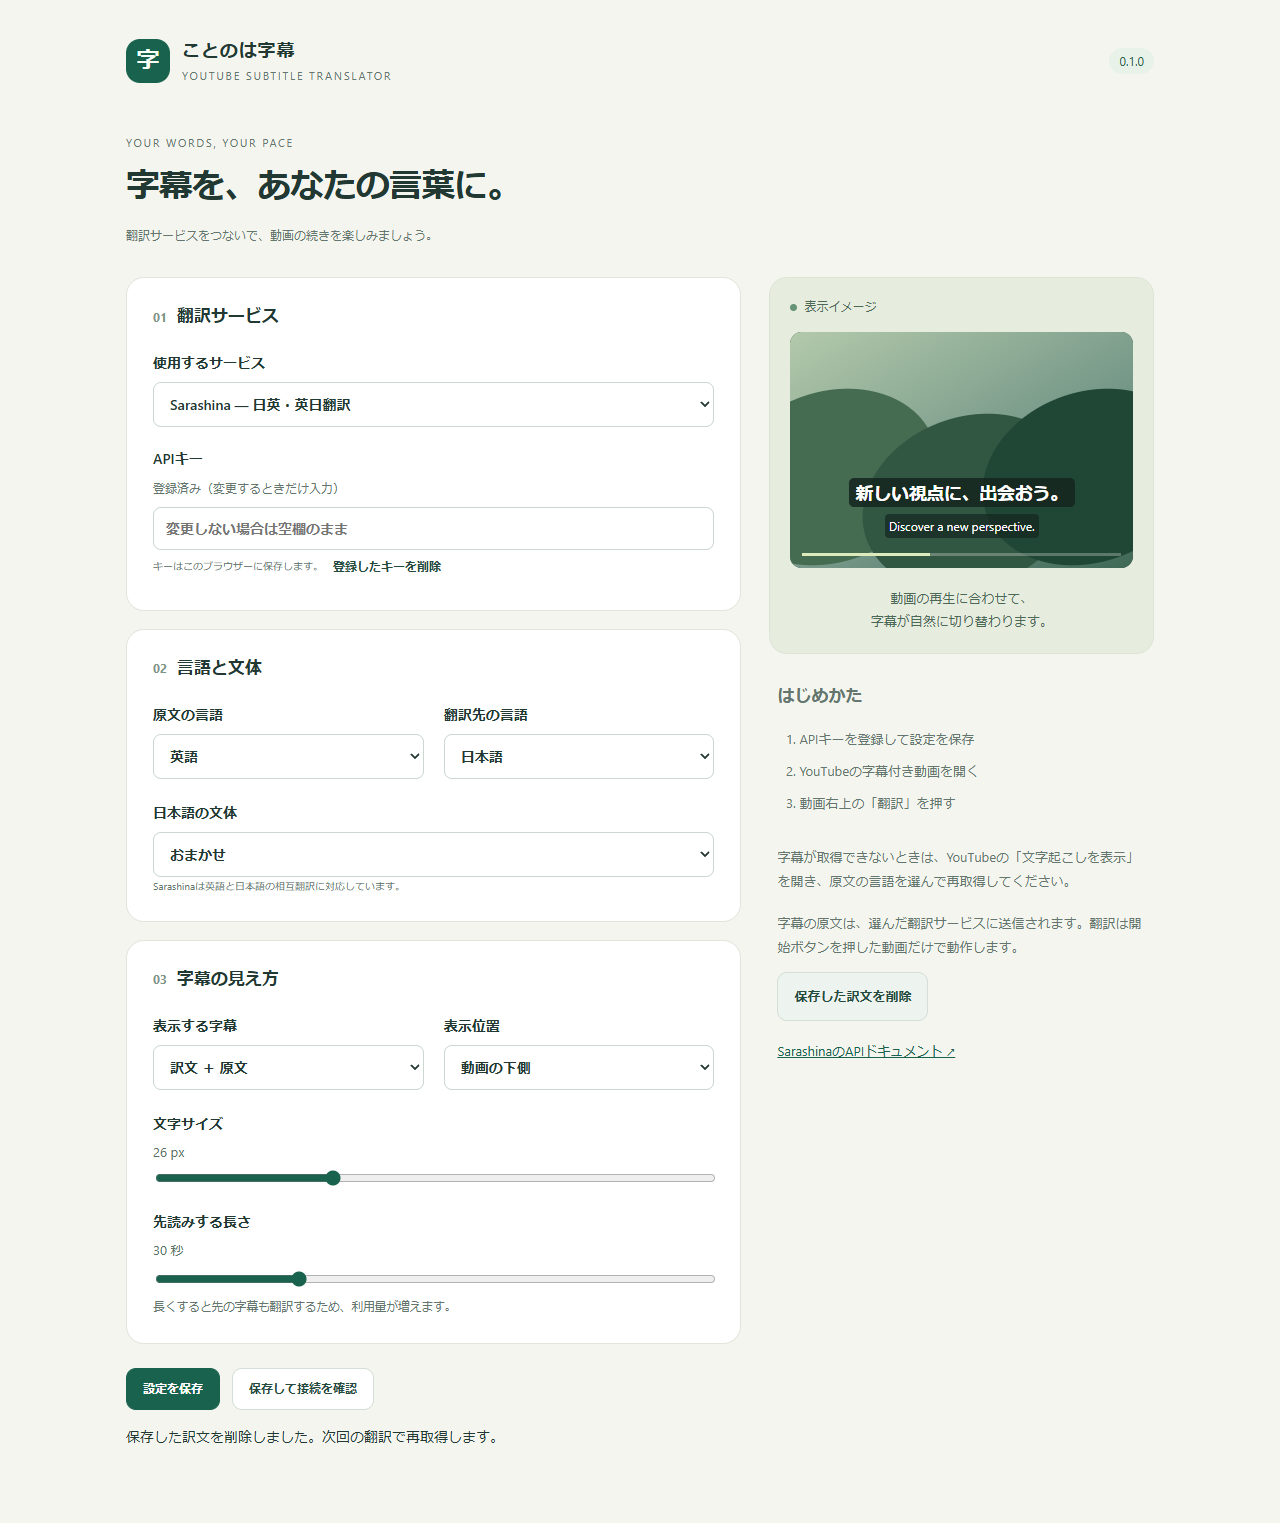 字
ことのは字幕
YOUTUBE SUBTITLE TRANSLATOR
0.1.0
YOUR WORDS, YOUR PACE
字幕を、あなたの言葉に。
翻訳サービスをつないで、動画の続きを楽しみましょう。
01 翻訳サービス
使用するサービス
Sarashina — 日英・英日翻訳
APIキー
登録済み（変更するときだけ入力）
変更しない場合は空欄のまま
キーはこのブラウザーに保存します。 登録したキーを削除
02 言語と文体
原文の言語
英語
翻訳先の言語
日本語
日本語の文体
おまかせ
Sarashinaは英語と日本語の相互翻訳に対応しています。
03 字幕の見え方
表示する字幕
訳文 ＋ 原文
表示位置
動画の下側
文字サイズ
26 px
先読みする長さ
30 秒
長くすると先の字幕も翻訳するため、利用量が増えます。
設定を保存
保存して接続を確認
保存した訳文を削除しました。次回の翻訳で再取得します。
表示イメージ
新しい視点に、出会おう。
Discover a new perspective.
動画の再生に合わせて、
字幕が自然に切り替わります。
はじめかた
1. APIキーを登録して設定を保存
2. YouTubeの字幕付き動画を開く
3. 動画右上の「翻訳」を押す
字幕が取得できないときは、YouTubeの「文字起こしを表示」
を開き、原文の言語を選んで再取得してください。
字幕の原文は、選んだ翻訳サービスに送信されます。翻訳は開
始ボタンを押した動画だけで動作します。
保存した訳文を削除
SarashinaのAPIドキュメント ↗